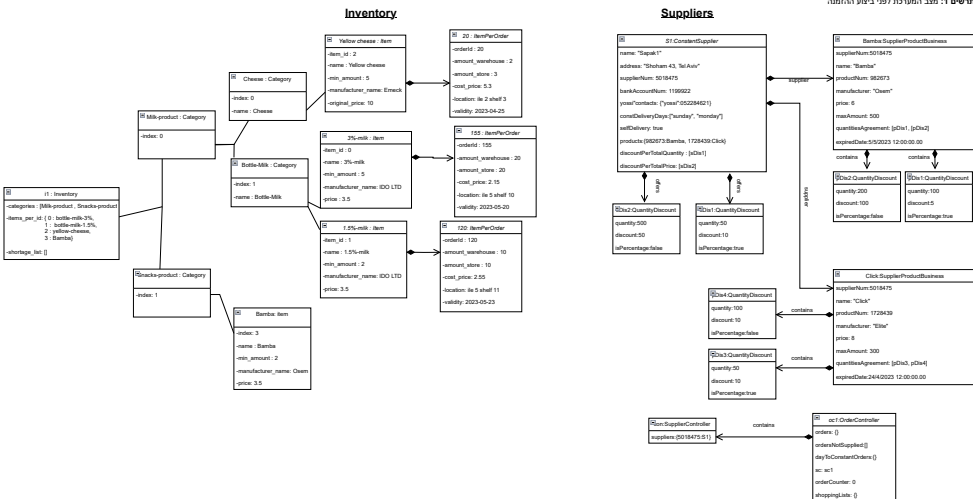 תרשים 1: מצב המערכת לפני ביצוע ההזמנה
Inventory
Suppliers
Yellow cheese : Item
-item_id : 2
-name : Yellow cheese
-min_amount : 5
-manufacturer_name: Emeck
-original_price: 10
20 : ItemPerOrder
-orderId : 20
-amount_warehouse : 2
-amount_store : 3
-cost_price: 5.3
-location: ile 2 shelf 3
-validity: 2023-04-25
Cheese : Category
-index: 0
-name : Cheese
Milk-product : Category
-index: 0
3%-milk : Item
-item_id : 0
-name : 3%-milk
-min_amount : 5
-manufacturer_name: IDO LTD
-price : 3.5
155 : ItemPerOrder
-orderId : 155
-amount_warehouse : 20
-amount_store : 20
-cost_price: 2.15
-location: ile 5 shelf 10
-validity: 2023-05-20
Bottle-Milk : Category
-index: 1
-name : Bottle-Milk
i1 : Inventory
-categories : [Milk-product , Snacks-product
-items_per_id: { 0 : bottle-milk-3%,
1 : bottle-milk-1.5%,
2 : yellow-cheese,
3 : Bamba}
-shortage_list: []
1.5%-milk : Item
-item_id : 1
-name : 1.5%-milk
-min_amount : 2
-manufacturer_name: IDO LTD
-price: 3.5
120: ItemPerOrder
-orderId : 120
-amount_warehouse : 10
-amount_store : 10
-cost_price: 2.55
-location: ile 5 shelf 11
-validity: 2023-05-23
Snacks-product : Category
-index: 1
Bamba: Item
-index: 3
-name : Bamba
-min_amount : 2
-manufacturer_name: Osem
-price: 3.5
S1:ConstantSupplier
name: "Sapak1"
address: "Shoham 43, Tel Aviv"
supplierNum: 5018475
bankAccountNum: 1199922
yossi"contacts: {"yossi":052284621}
constDeliveryDays:["sunday", "monday"]
selfDelivery: true
products:{982673:Bamba, 1728439:Click}
discountPerTotalQuantity : [sDis1]
discountPerTotalPrice: [sDis2]
supplier
Bamba:SupplierProductBusiness
supplierNum:5018475
name: "Bamba"
productNum: 982673
manufacturer: "Osem"
price: 6
maxAmount: 500
quantitiesAgreement: [pDis1, [pDis2]
expiredDate:5/5/2023 12:00:00.00
contains
contains
offers
offers
supplier
pDis2:QuantityDiscount
quantity:200
discount:100
isPercentage:false
pDis1:QuantityDiscount
quantity:100
discount:5
isPercentage:true
sDis2:QuantityDiscount
quantity:500
discount:50
isPercentage:false
sDis1:QuantityDiscount
quantity:50
discount:10
isPercentage:true
Click:SupplierProductBusiness
supplierNum:5018475
name: "Click"
productNum: 1728439
manufacturer: "Elite"
price: 8
maxAmount: 300
quantitiesAgreement: [pDis3, pDis4]
expiredDate:24/4/2023 12:00:00.00
pDis4:QuantityDiscount
quantity:100
discount:10
isPercentage:false
contains
pDis3:QuantityDiscount
quantity:50
discount:10
isPercentage:true
contains
suppliers:{5018475:S1}
contains
oc1:OrderController
orders: {}
ordersNotSupplied:[]
dayToConstantOrders:{}
sc: sc1
orderCounter: 0
shoppingLists: {}